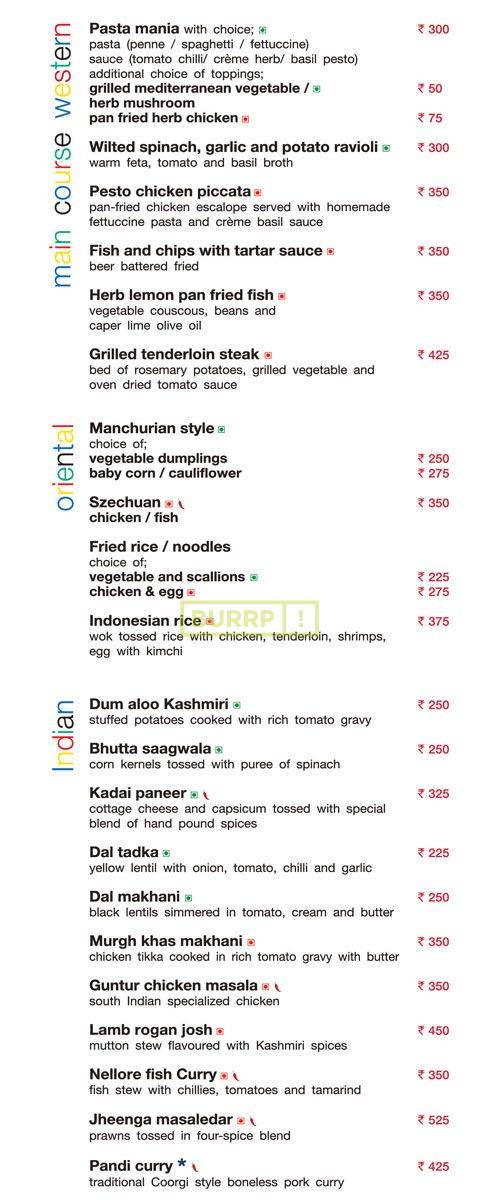 main course western
Pasta mania with choice; ₹ 300
pasta (penne / spaghetti / fettuccine)
sauce (tomato chilli/ crème herb/ basil pesto)
additional choice of toppings;
grilled mediterranean vegetable / ₹ 50
herb mushroom
pan fried herb chicken ₹ 75
Wilted spinach, garlic and potato ravioli ₹ 300
warm feta, tomato and basil broth
Pesto chicken piccata ₹ 350
pan-fried chicken escalope served with homemade
fettuccine pasta and crème basil sauce
Fish and chips with tartar sauce ₹ 350
beer battered fried
Herb lemon pan fried fish ₹ 350
vegetable couscous, beans and
caper lime olive oil
Grilled tenderloin steak ₹ 425
bed of rosemary potatoes, grilled vegetable and
oven dried tomato sauce
oriental
Manchurian style
choice of;
vegetable dumplings ₹ 250
baby corn / cauliflower ₹ 275
Szechuan ₹ 350
chicken / fish
Fried rice / noodles
choice of;
vegetable and scallions ₹ 225
chicken & egg ₹ 275
BURRP !
Indonesian rice ₹ 375
wok tossed rice with chicken, tenderloin, shrimps,
egg with kimchi
Indian
Dum aloo Kashmiri ₹ 250
stuffed potatoes cooked with rich tomato gravy
Bhutta saagwala ₹ 250
corn kernels tossed with puree of spinach
Kadai paneer ₹ 325
cottage cheese and capsicum tossed with special
blend of hand pound spices
Dal tadka ₹ 225
yellow lentil with onion, tomato, chilli and garlic
Dal makhani ₹ 250
black lentils simmered in tomato, cream and butter
Murgh khas makhani ₹ 350
chicken tikka cooked in rich tomato gravy with butter
Guntur chicken masala ₹ 350
south Indian specialized chicken
Lamb rogan josh ₹ 450
mutton stew flavoured with Kashmiri spices
Nellore fish Curry ₹ 350
fish stew with chillies, tomatoes and tamarind
Jheenga masaledar ₹ 525
prawns tossed in four-spice blend
Pandi curry * ₹ 425
traditional Coorgi style boneless pork curry